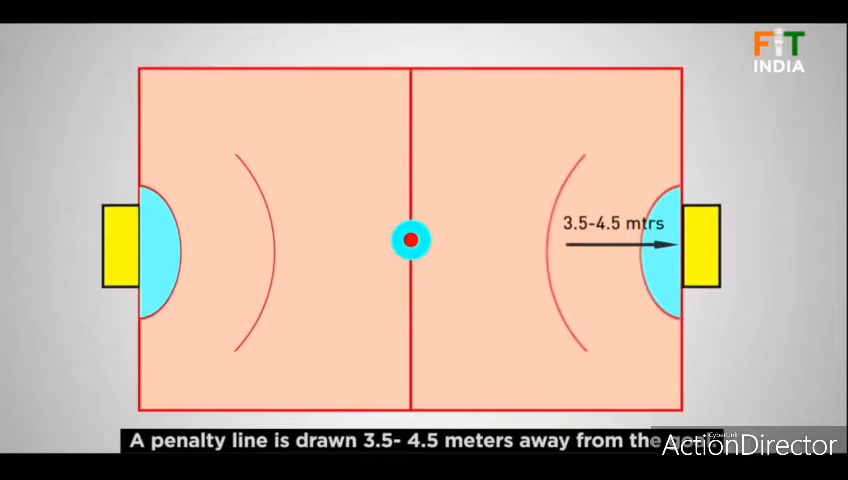 FiT
INDIA
3.5-4.5 mtrs
A penalty line is drawn 3.5- 4.5 meters away from the
CyberLink
ActionDirector